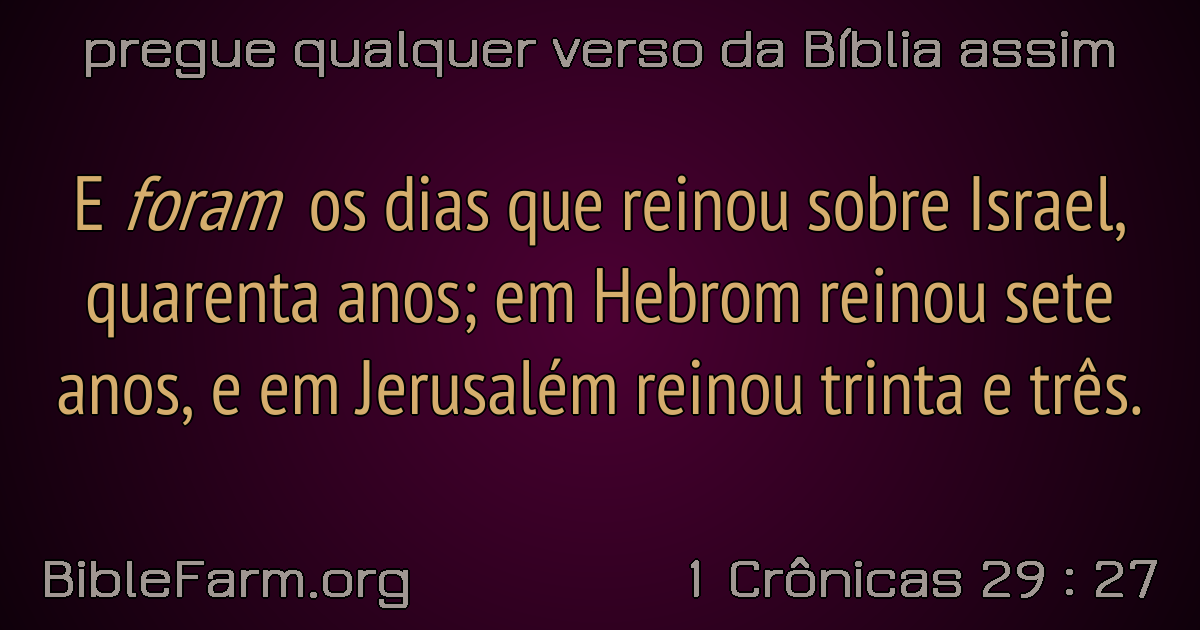 pregue qualquer verso da Bíblia assim
E foram os dias que reinou sobre Israel,
quarenta anos; em Hebrom reinou sete
anos, e em Jerusalém reinou trinta e três.
BibleFarm.org
1 Crônicas 29 : 27